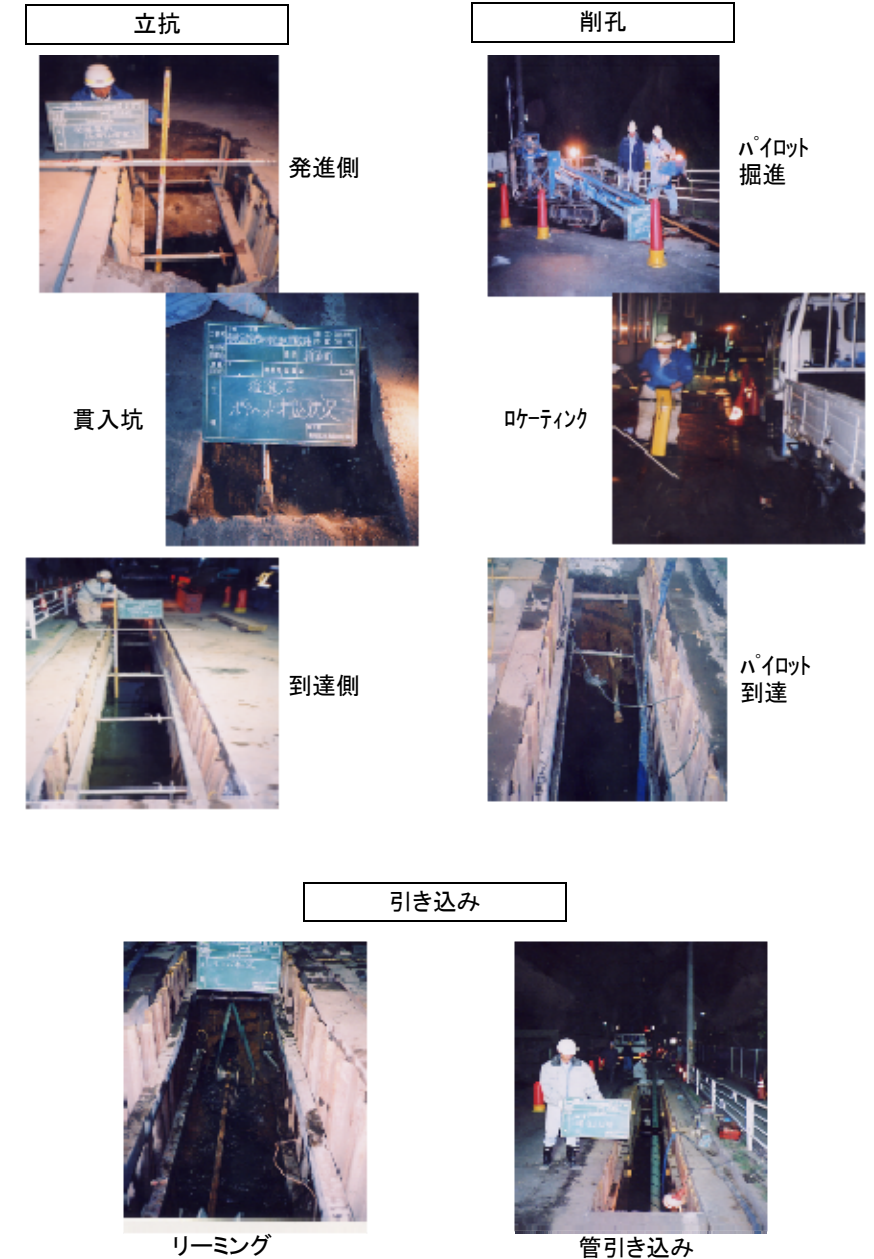 立抗
発進側
貫入坑
到達側
削孔
パイロット
掘進
ロケーティング
パイロット
到達
引き込み
リーミング
管引き込み